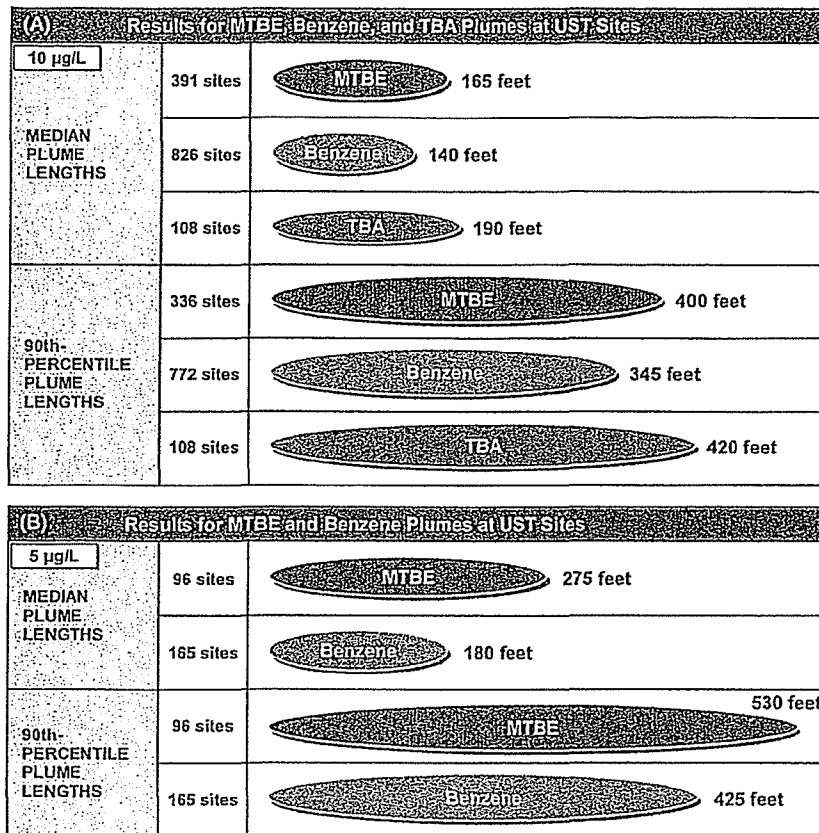 (A) Results for MTBE, Benzene, and TBA Plumes at UST Sites
10 µg/L
MEDIAN
PLUME
LENGTHS
391 sites MTBE 165 feet
826 sites Benzene 140 feet
108 sites TBA 190 feet
90th-
PERCENTILE
PLUME
LENGTHS
336 sites MTBE 400 feet
772 sites Benzene 345 feet
108 sites TBA 420 feet
(B) Results for MTBE and Benzene Plumes at UST Sites
5 µg/L
MEDIAN
PLUME
LENGTHS
96 sites MTBE 275 feet
165 sites Benzene 180 feet
90th-
PERCENTILE
PLUME
LENGTHS
96 sites MTBE 530 feet
165 sites Benzene 425 feet